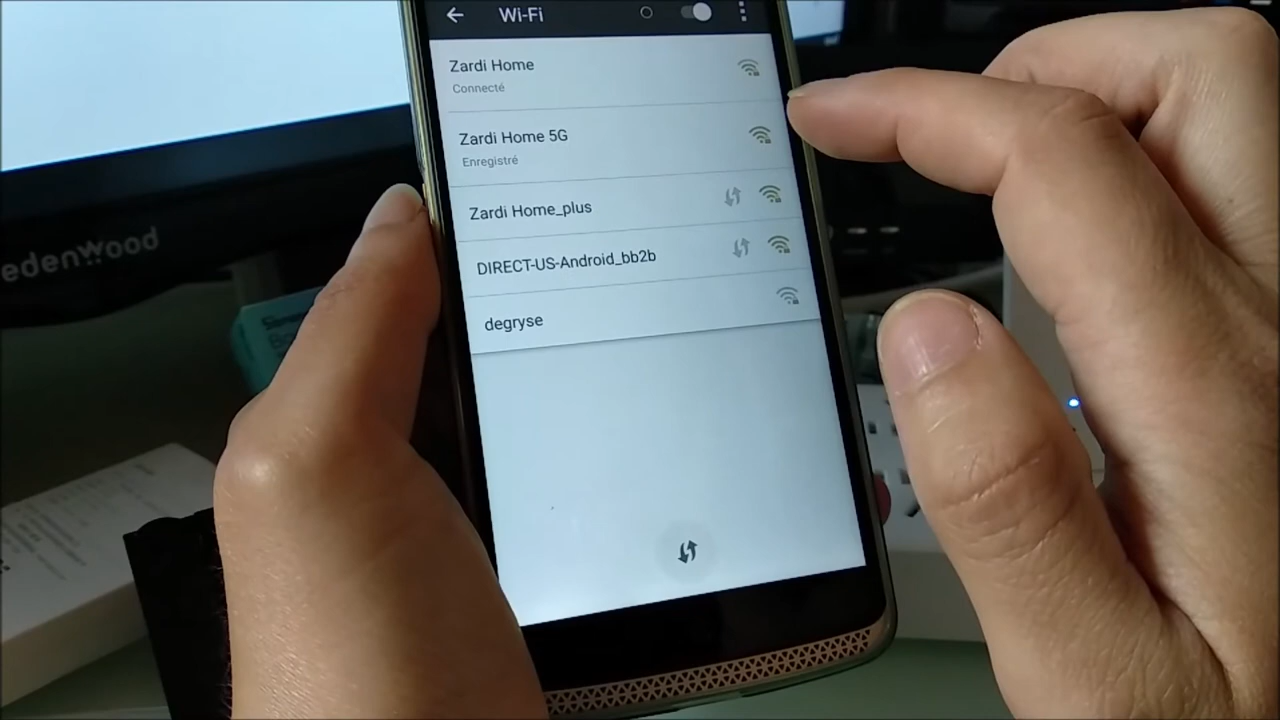 Wi-Fi
Zardi Home
Connecté
Zardi Home 5G
Enregistré
Zardi Home_plus
DIRECT-US-Android_bb2b
degryse
edenWood